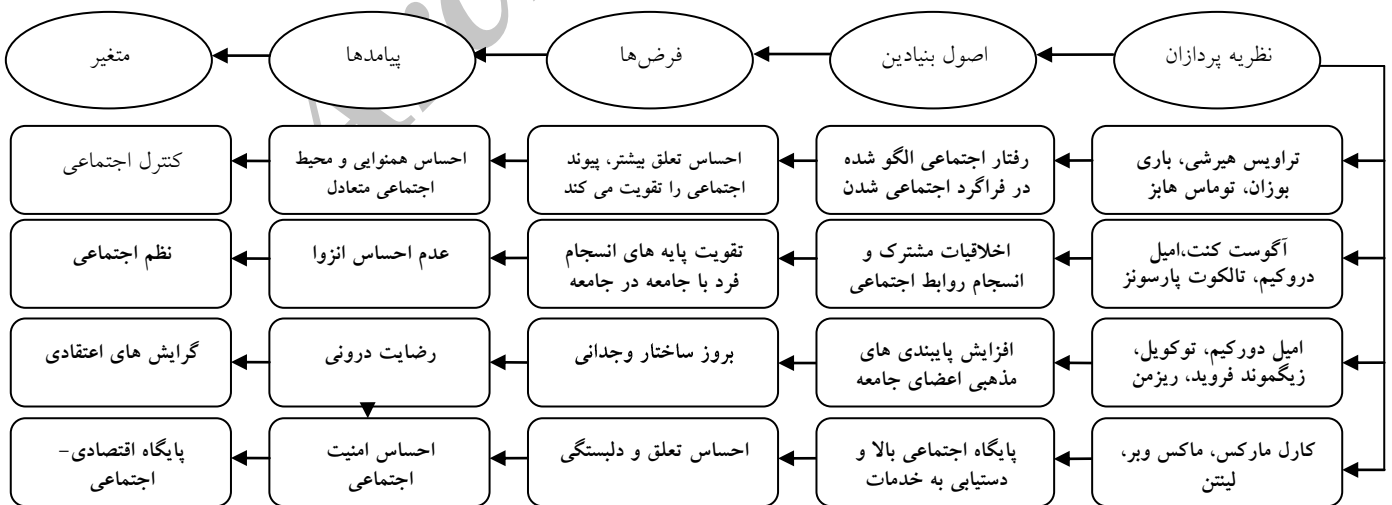 نظریه پردازان
اصول بنیادین
فرض‌ها
پیامدها
متغیر
تراویس هیرشی، باری
بوزان، توماس هابز
رفتار اجتماعی الگو شده
در فراگرد اجتماعی شدن
احساس تعلق بیشتر، پیوند
اجتماعی را تقویت می کند
احساس همنوایی و محیط
اجتماعی متعادل
کنترل اجتماعی
آگوست کنت،امیل
دروکیم، تالکوت پارسونز
اخلاقیات مشترک و
انسجام روابط اجتماعی
تقویت پایه های انسجام
فرد با جامعه در جامعه
عدم احساس انزوا
نظم اجتماعی
امیل دورکیم، توکویل،
زیگموند فروید، ریزمن
افزایش پایبندی های
مذهبی اعضای جامعه
بروز ساختار وجدانی
رضایت درونی
گرایش های اعتقادی
کارل مارکس، ماکس وبر،
لینتن
پایگاه اجتماعی بالا و
دستیابی به خدمات
احساس تعلق و دلبستگی
احساس امنیت
اجتماعی
پایگاه اقتصادی-
اجتماعی